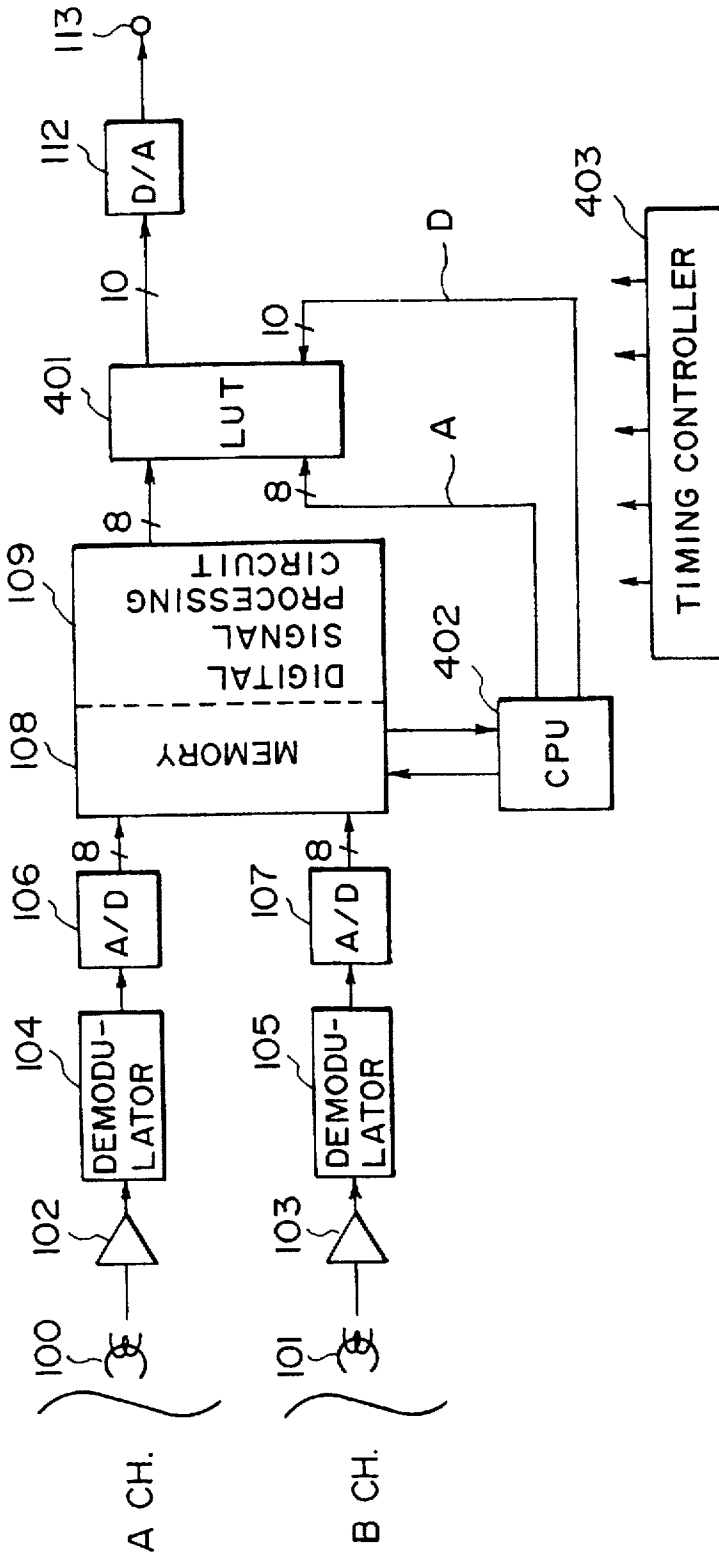 A CH.
100
102
104
DEMODU-
LATOR
106
A/D
8
108
109
MEMORY
DIGITAL
SIGNAL
PROCESSING
CIRCUIT
8
401
LUT
10
112
D/A
113
B CH.
101
103
105
DEMODU-
LATOR
107
A/D
8
8
10
A
D
402
CPU
403
TIMING CONTROLLER